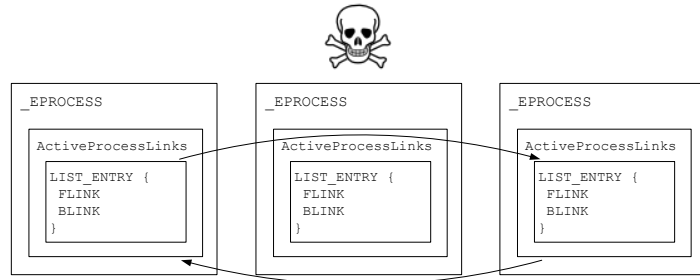 _EPROCESS
ActiveProcessLinks
LIST_ENTRY {
FLINK
BLINK
}
_EPROCESS
ActiveProcessLinks
LIST_ENTRY {
FLINK
BLINK
}
_EPROCESS
ActiveProcessLinks
LIST_ENTRY {
FLINK
BLINK
}